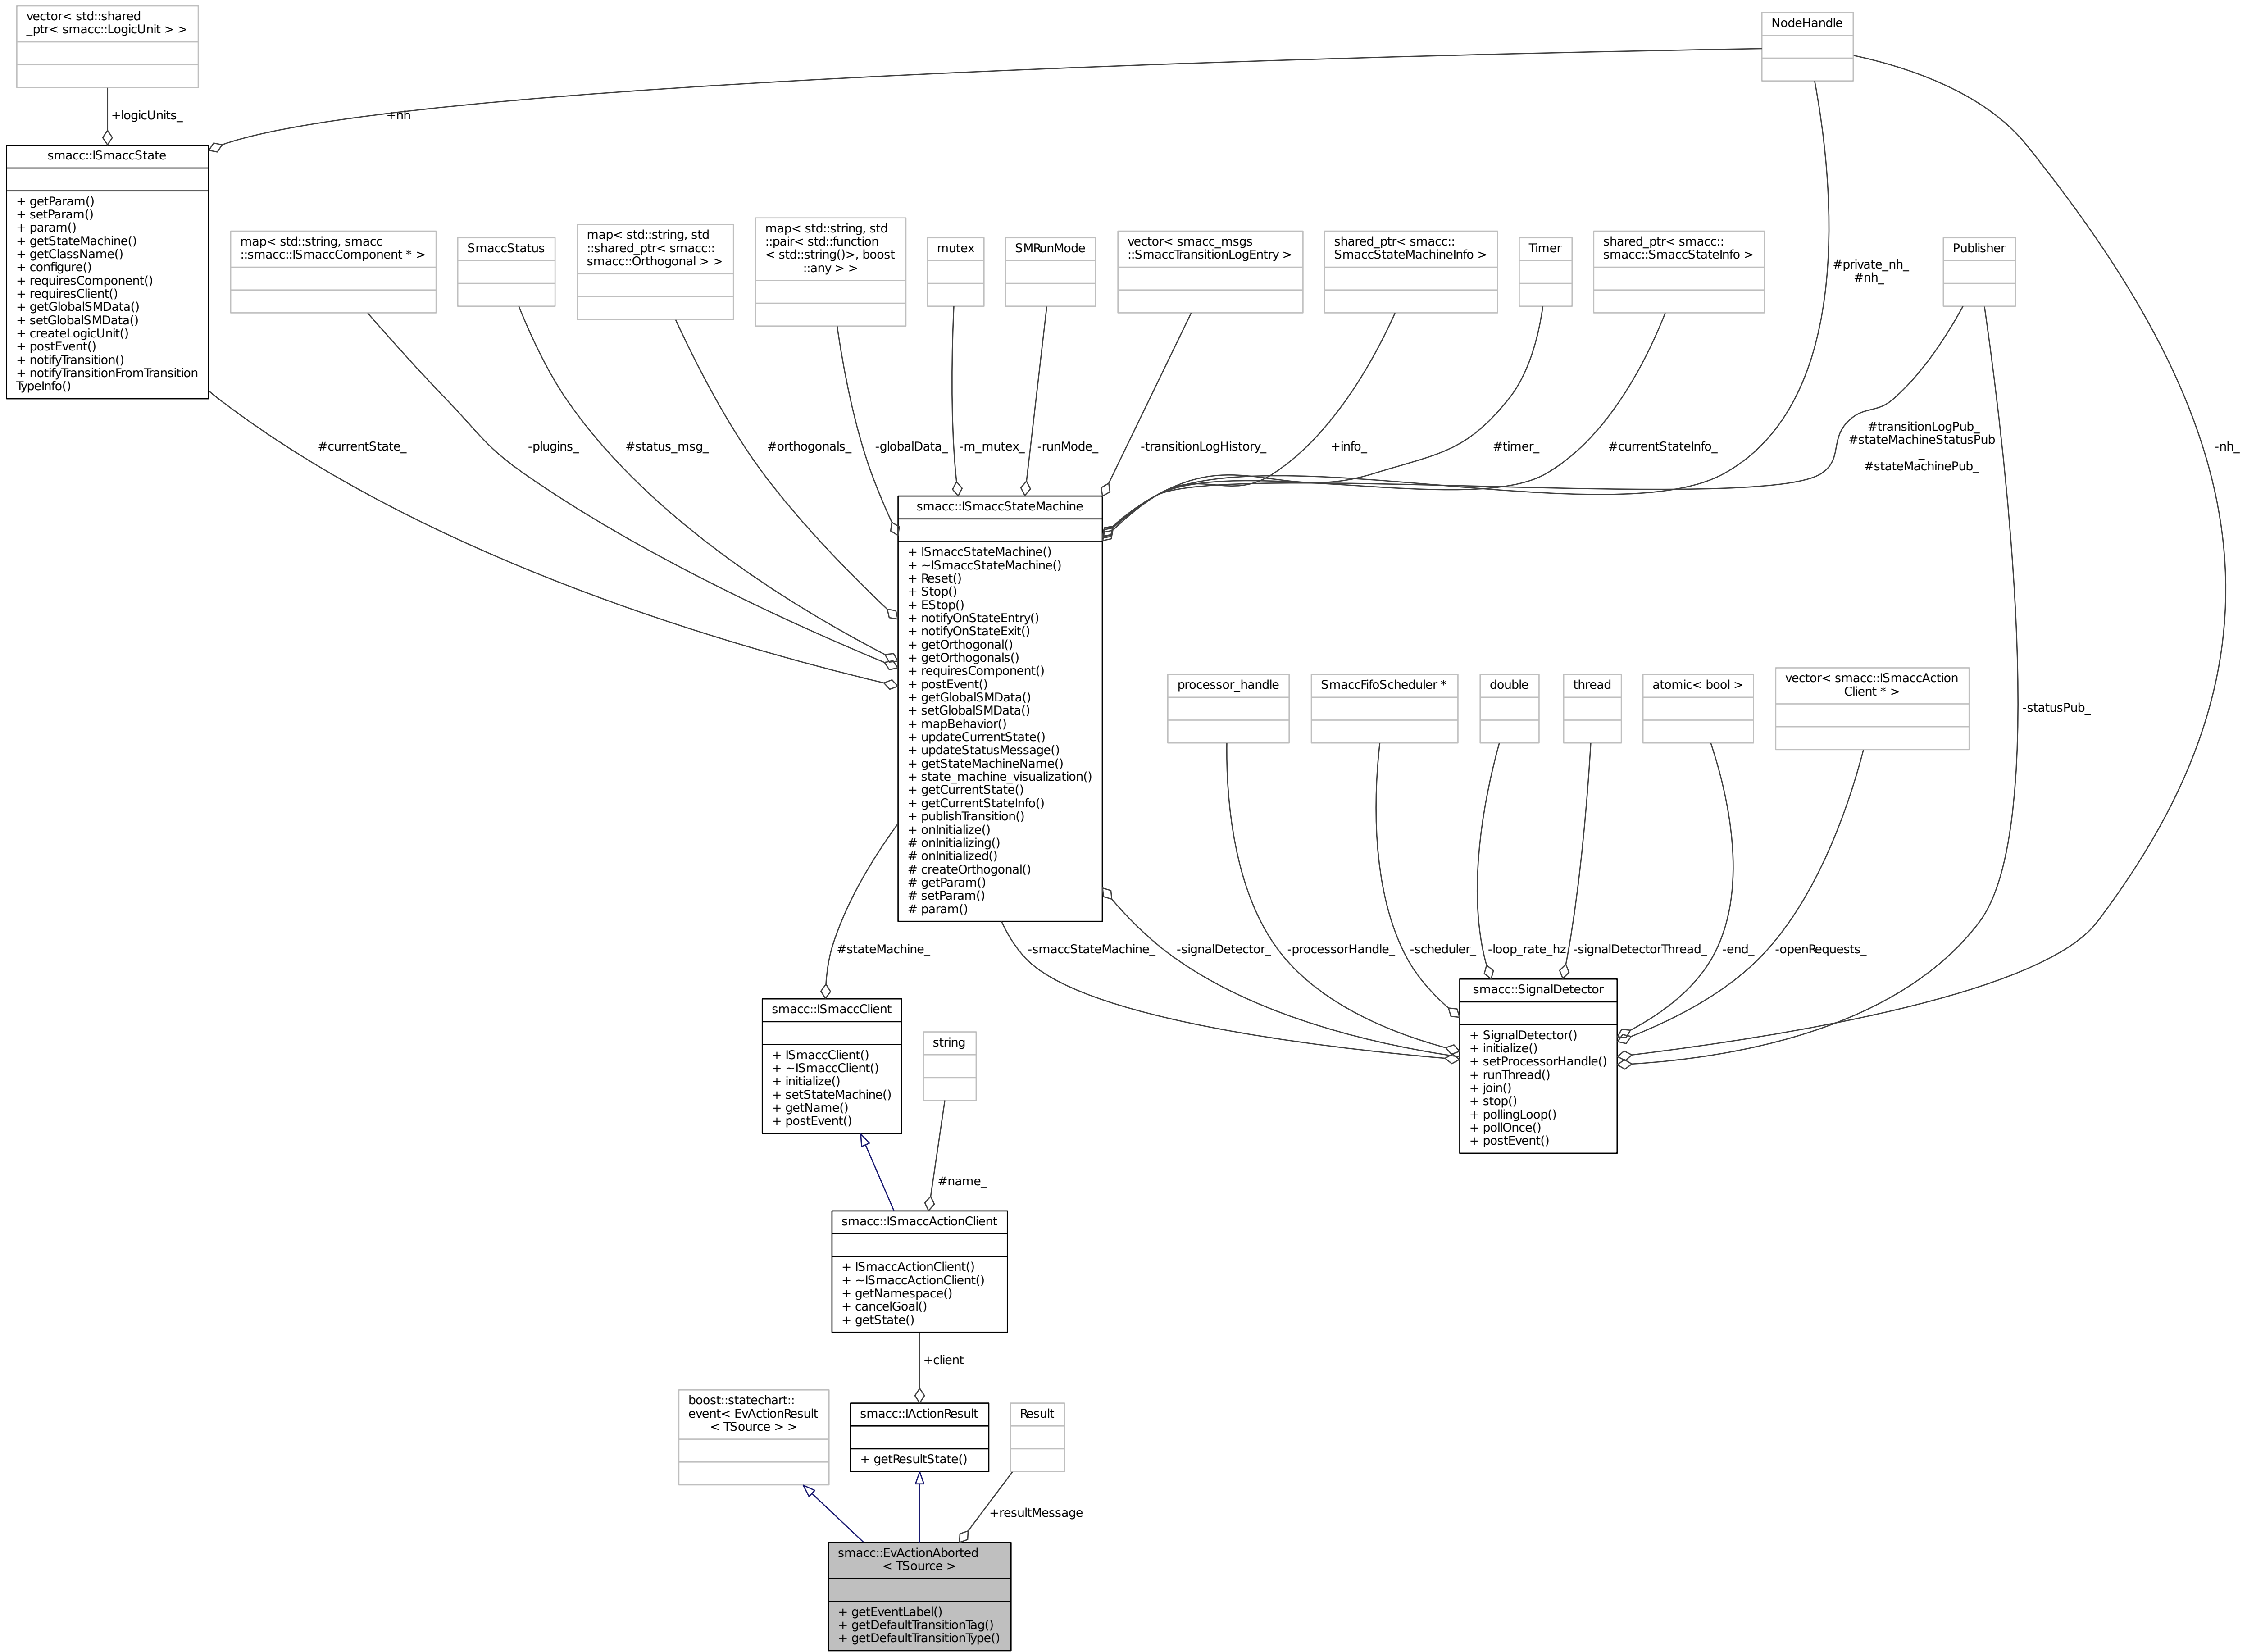 vector< std::shared
_ptr< smacc::LogicUnit > >
NodeHandle
+logicUnits_
+nh
smacc::ISmaccState
+ getParam()
+ setParam()
+ param()
+ getStateMachine()
+ getClassName()
+ configure()
+ requiresComponent()
+ requiresClient()
+ getGlobalSMData()
+ setGlobalSMData()
+ createLogicUnit()
+ postEvent()
+ notifyTransition()
+ notifyTransitionFromTransition
TypeInfo()
map< std::string, smacc
::smacc::ISmaccComponent * >
SmaccStatus
map< std::string, std
::shared_ptr< smacc::
smacc::Orthogonal > >
map< std::string, std
::pair< std::function
< std::string()>, boost
::any > >
mutex
SMRunMode
vector< smacc_msgs
::SmaccTransitionLogEntry >
shared_ptr< smacc::
SmaccStateMachineInfo >
Timer
shared_ptr< smacc::
smacc::SmaccStateInfo >
#private_nh_
#nh_
Publisher
#currentState_
-plugins_
#status_msg_
#orthogonals_
-globalData_
-m_mutex_
-runMode_
-transitionLogHistory_
+info_
#timer_
#currentStateInfo_
#transitionLogPub_
#stateMachineStatusPub
_
#stateMachinePub_
-nh_
smacc::ISmaccStateMachine
+ ISmaccStateMachine()
+ ~ISmaccStateMachine()
+ Reset()
+ Stop()
+ EStop()
+ notifyOnStateEntry()
+ notifyOnStateExit()
+ getOrthogonal()
+ getOrthogonals()
+ requiresComponent()
+ postEvent()
+ getGlobalSMData()
+ setGlobalSMData()
+ mapBehavior()
+ updateCurrentState()
+ updateStatusMessage()
+ getStateMachineName()
+ state_machine_visualization()
+ getCurrentState()
+ getCurrentStateInfo()
+ publishTransition()
+ onInitialize()
# onInitializing()
# onInitialized()
# createOrthogonal()
# getParam()
# setParam()
# param()
processor_handle
SmaccFifoScheduler *
double
thread
atomic< bool >
vector< smacc::ISmaccAction
Client * >
-statusPub_
#stateMachine_
-smaccStateMachine_
-signalDetector_
-processorHandle_
-scheduler_
-loop_rate_hz
-signalDetectorThread_
-end_
-openRequests_
smacc::SignalDetector
+ SignalDetector()
+ initialize()
+ setProcessorHandle()
+ runThread()
+ join()
+ stop()
+ pollingLoop()
+ pollOnce()
+ postEvent()
smacc::ISmaccClient
+ ISmaccClient()
+ ~ISmaccClient()
+ initialize()
+ setStateMachine()
+ getName()
+ postEvent()
string
#name_
smacc::ISmaccActionClient
+ ISmaccActionClient()
+ ~ISmaccActionClient()
+ getNamespace()
+ cancelGoal()
+ getState()
+client
boost::statechart::
event< EvActionResult
< TSource > >
smacc::IActionResult
+ getResultState()
Result
+resultMessage
smacc::EvActionAborted
< TSource >
+ getEventLabel()
+ getDefaultTransitionTag()
+ getDefaultTransitionType()